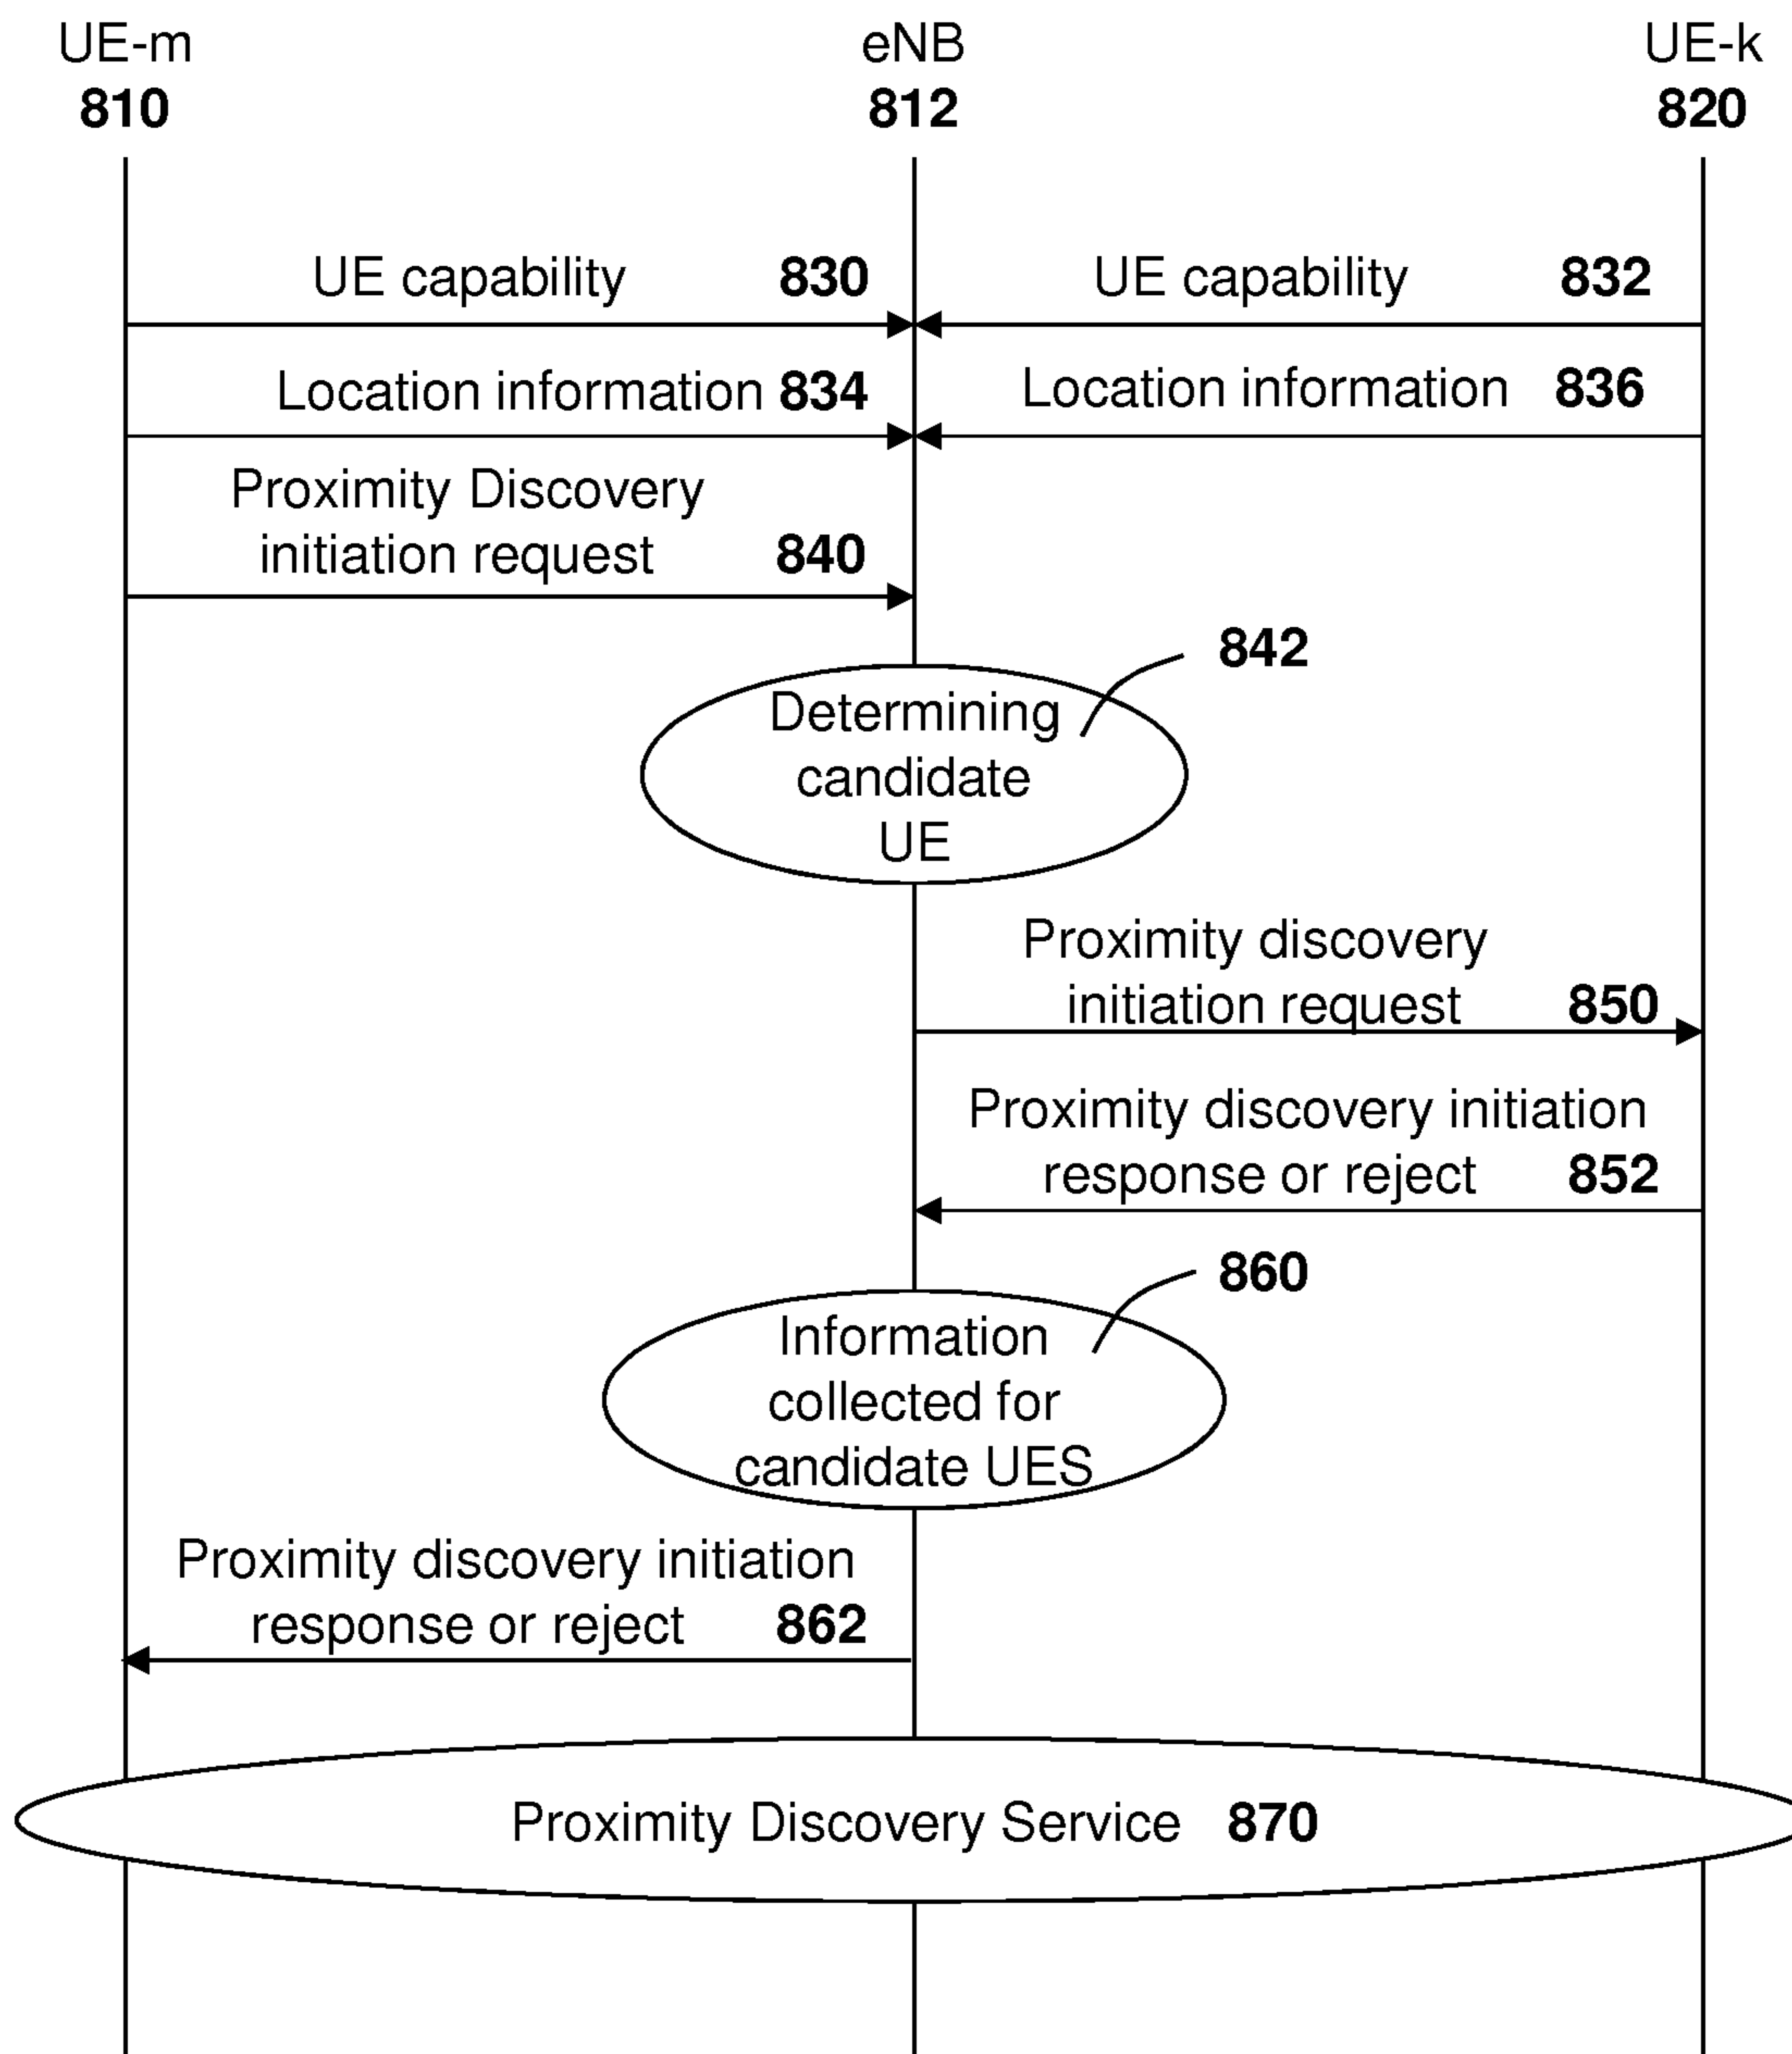 UE-m
810
eNB
812
UE-k
820
UE capability 830
UE capability 832
Location information 834
Location information 836
Proximity Discovery
initiation request 840
842
Determining
candidate
UE
Proximity discovery
initiation request 850
Proximity discovery initiation
response or reject 852
860
Information
collected for
candidate UES
Proximity discovery initiation
response or reject 862
Proximity Discovery Service 870